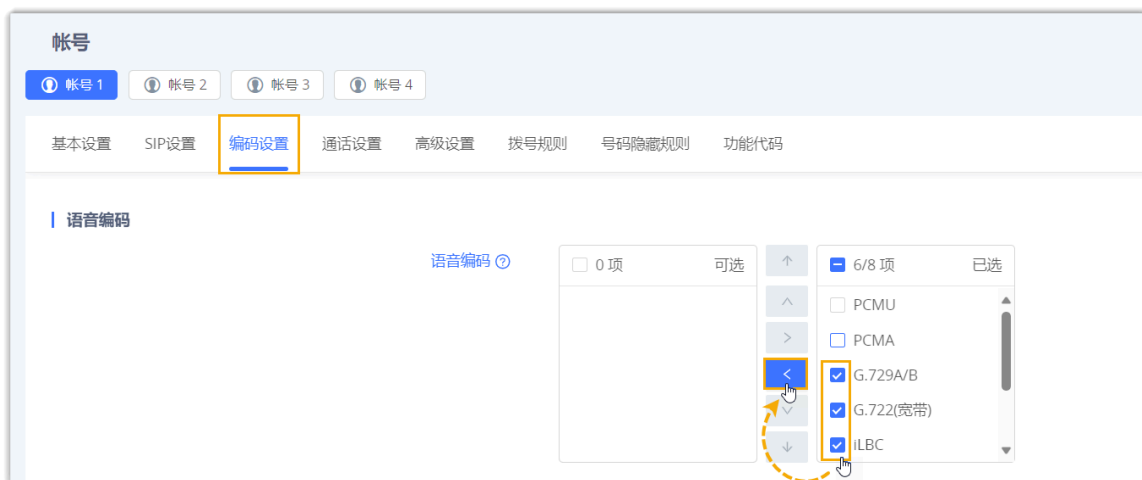 帐号
帐号 1 帐号 2 帐号 3 帐号 4
基本设置 SIP设置 编码设置 通话设置 高级设置 拨号规则 号码隐藏规则 功能代码
语音编码
语音编码 0 项 可选 6/8 项 已选
PCMU
PCMA
G.729A/B
G.722(宽带)
iLBC